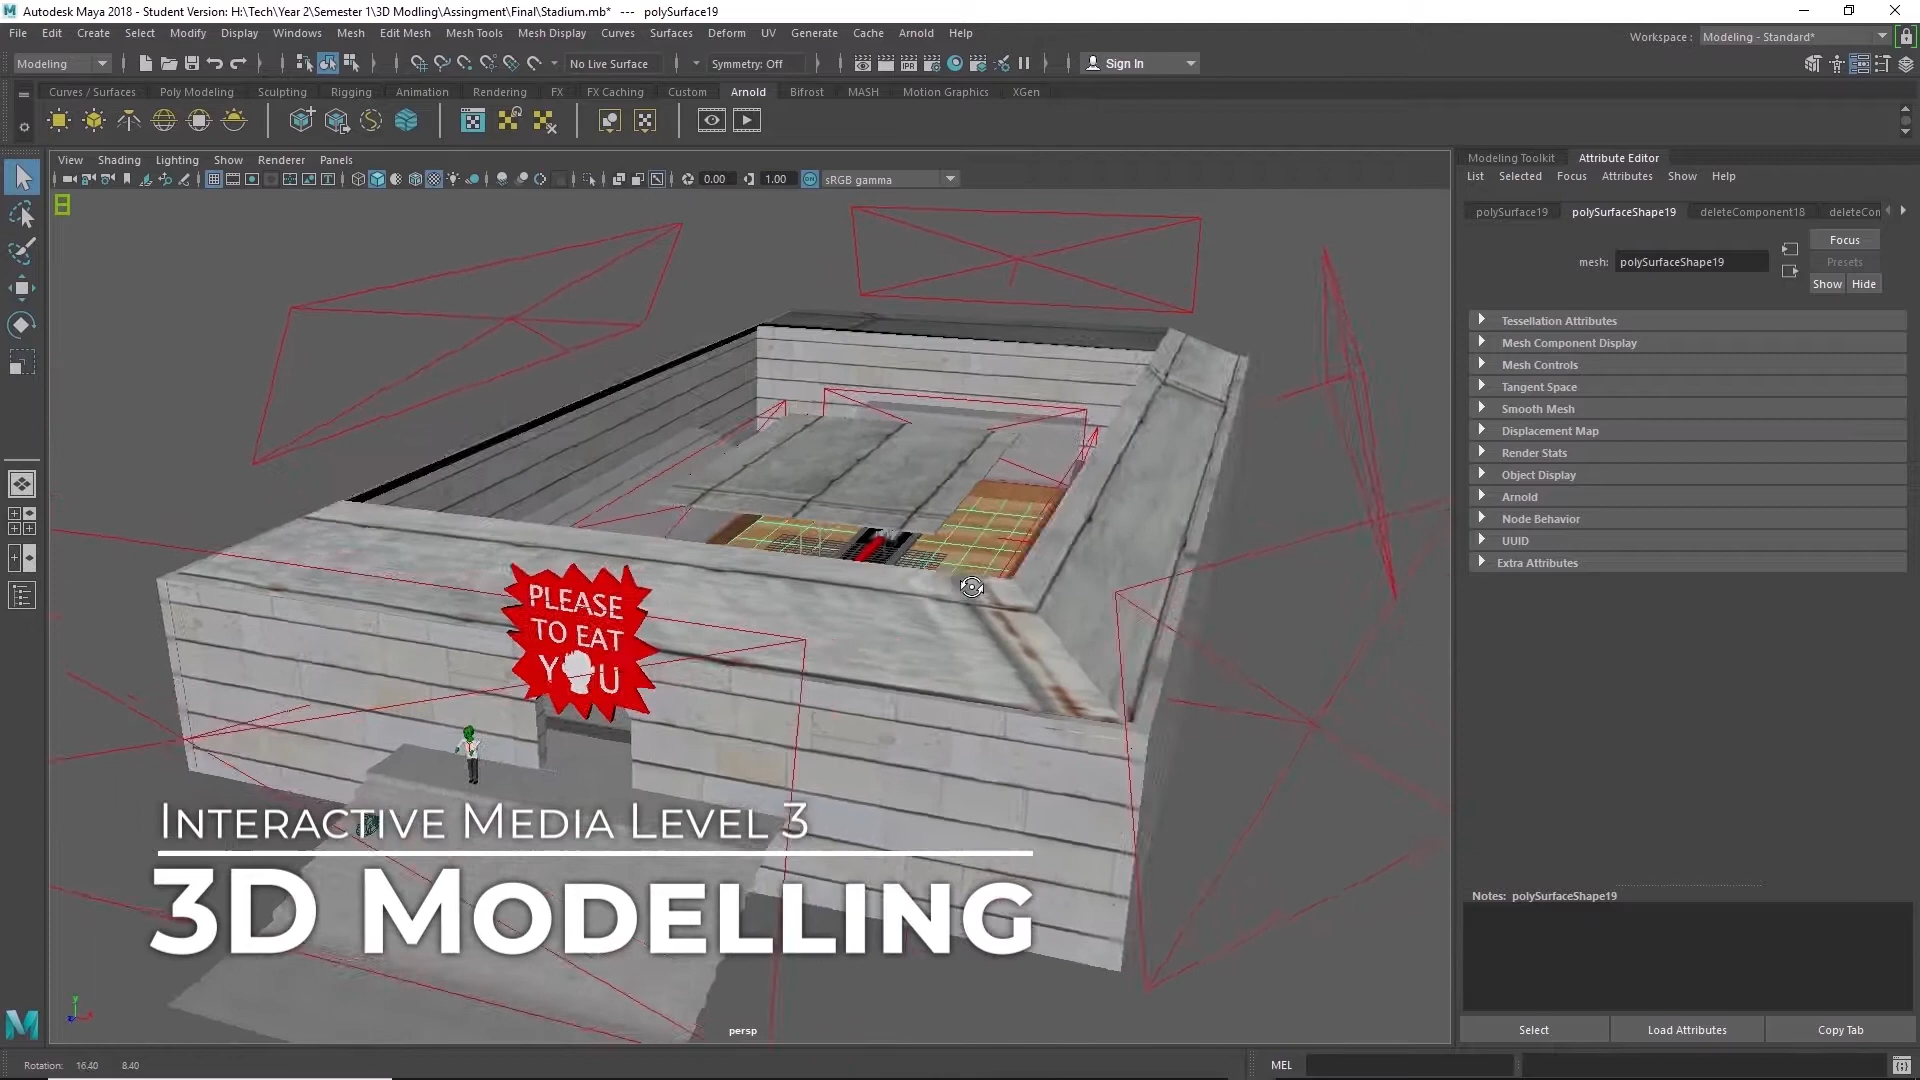 Autodesk Maya 2018 - Student Version: H:\Tech\Year 2\Semester 1\3D Modling\Assingment\Final\Stadium.mb* --- polySurface19
File Edit Create Select Modify Display Windows Mesh Edit Mesh Mesh Tools Mesh Display Curves Surfaces Deform UV Generate Cache Arnold Help
Workspace : Modeling - Standard*
Modeling No Live Surface Symmetry: Off Sign In
Curves / Surfaces Poly Modeling Sculpting Rigging Animation Rendering FX FX Caching Custom Arnold Bifrost MASH Motion Graphics XGen
View Shading Lighting Show Renderer Panels
0.00 1.00 sRGB gamma
PLEASE
TO EAT
Y U
INTERACTIVE MEDIA LEVEL 3
3D MODELLING
persp
Modeling Toolkit Attribute Editor
List Selected Focus Attributes Show Help
polySurface19 polySurfaceShape19 deleteComponent18 deleteCon
Focus
mesh: polySurfaceShape19
Presets
Show Hide
Tessellation Attributes
Mesh Component Display
Mesh Controls
Tangent Space
Smooth Mesh
Displacement Map
Render Stats
Object Display
Arnold
Node Behavior
UUID
Extra Attributes
Notes: polySurfaceShape19
Select Load Attributes Copy Tab
Rotation: 16.40 8.40
MEL